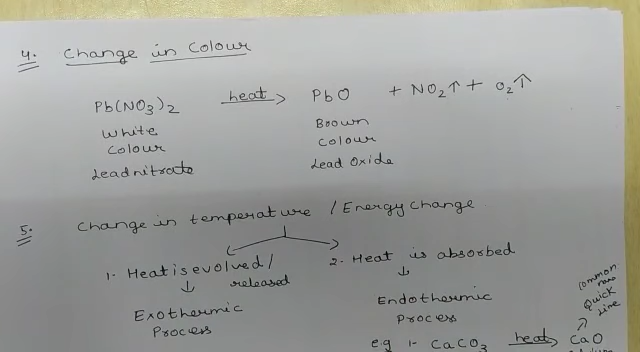 4. Change in Colour
Pb(NO3)2 heat→ PbO + NO2↑ + O2↑
White Brown
Colour Colour
Lead nitrate Lead Oxide
5. Change in temperature / Energy change
1. Heat is evolved / released
↓
Exothermic
Process
2. Heat is absorbed
↓
Endothermic
Process
e.g 1- CaCO3 heat→ CaO
Common
Quick
Lime